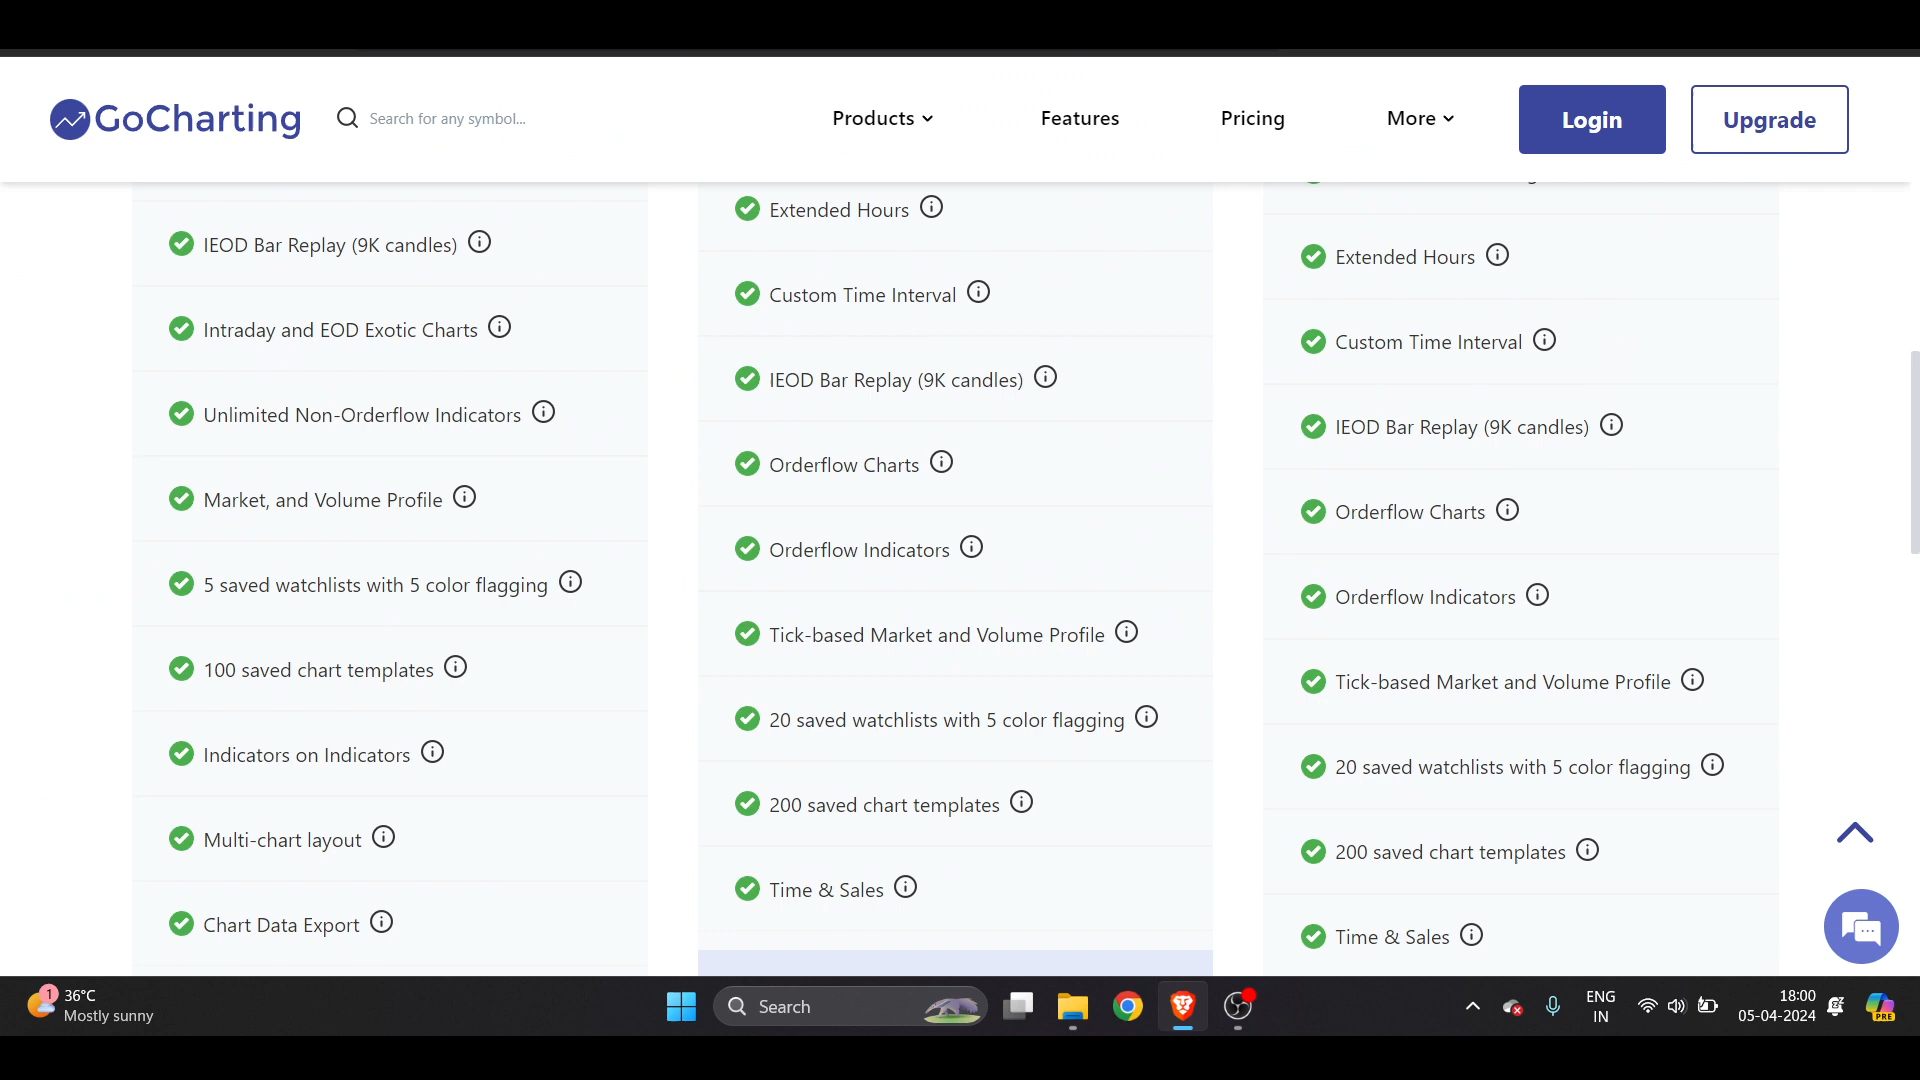 GoCharting
Search for any symbol...
Products
Features
Pricing
More
Login
Upgrade
IEOD Bar Replay (9K candles)
Intraday and EOD Exotic Charts
Unlimited Non-Orderflow Indicators
Market, and Volume Profile
5 saved watchlists with 5 color flagging
100 saved chart templates
Indicators on Indicators
Multi-chart layout
Chart Data Export
Extended Hours
Custom Time Interval
IEOD Bar Replay (9K candles)
Orderflow Charts
Orderflow Indicators
Tick-based Market and Volume Profile
20 saved watchlists with 5 color flagging
200 saved chart templates
Time & Sales
Extended Hours
Custom Time Interval
IEOD Bar Replay (9K candles)
Orderflow Charts
Orderflow Indicators
Tick-based Market and Volume Profile
20 saved watchlists with 5 color flagging
200 saved chart templates
Time & Sales
1
36°C
Mostly sunny
Search
ENG
IN
18:00
05-04-2024
PRE